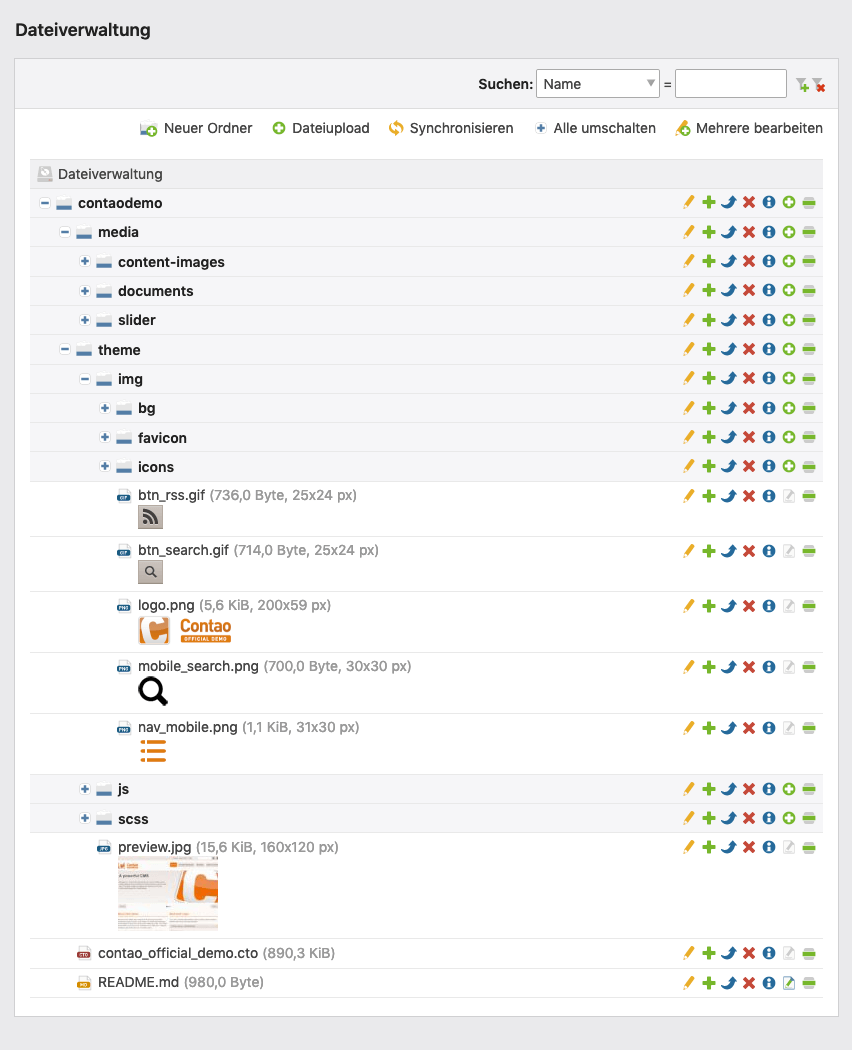 Dateiverwaltung
Suchen: Name =
Neuer Ordner Dateiupload Synchronisieren Alle umschalten Mehrere bearbeiten
Dateiverwaltung
contaodemo
media
content-images
documents
slider
theme
img
bg
favicon
icons
btn_rss.gif (736,0 Byte, 25x24 px)
btn_search.gif (714,0 Byte, 25x24 px)
logo.png (5,6 KiB, 200x59 px)
Contao
OFFICIAL DEMO
mobile_search.png (700,0 Byte, 30x30 px)
nav_mobile.png (1,1 KiB, 31x30 px)
js
scss
preview.jpg (15,6 KiB, 160x120 px)
Contao
A powerful CMS
contao_official_demo.cto (890,3 KiB)
README.md (980,0 Byte)